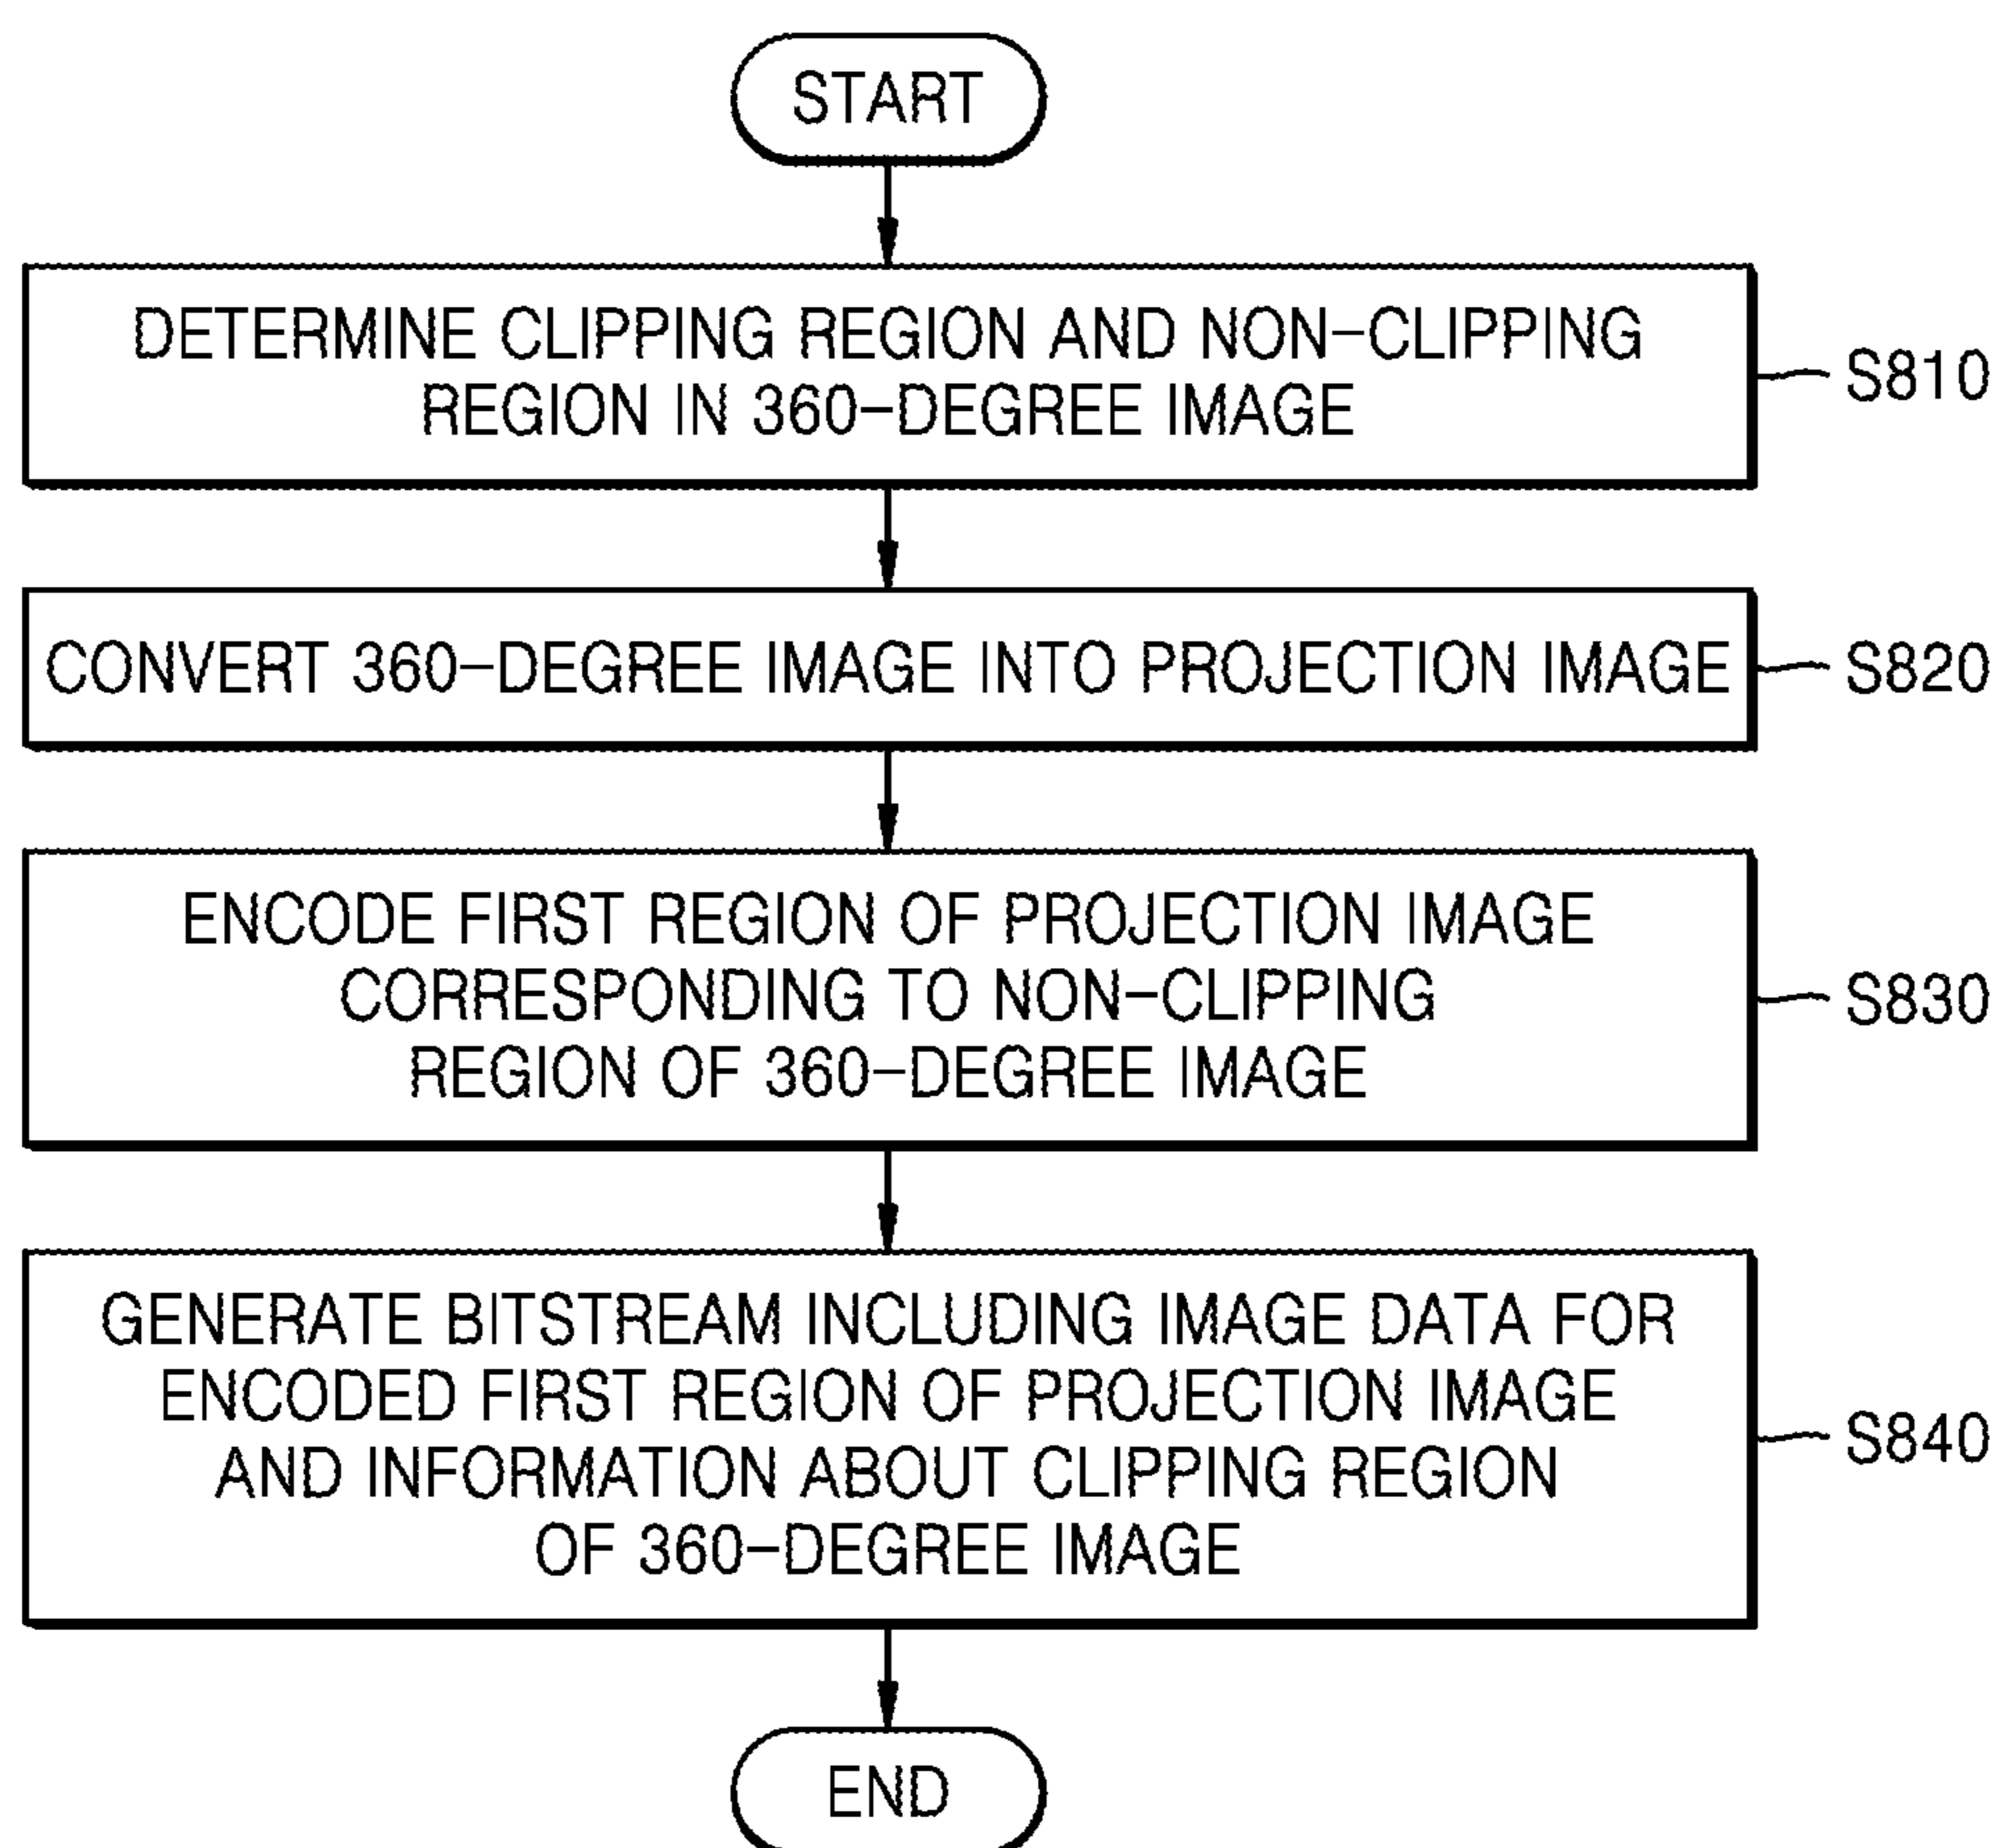 START
DETERMINE CLIPPING REGION AND NON-CLIPPING
REGION IN 360-DEGREE IMAGE
S810
CONVERT 360-DEGREE IMAGE INTO PROJECTION IMAGE
S820
ENCODE FIRST REGION OF PROJECTION IMAGE
CORRESPONDING TO NON-CLIPPING
REGION OF 360-DEGREE IMAGE
S830
GENERATE BITSTREAM INCLUDING IMAGE DATA FOR
ENCODED FIRST REGION OF PROJECTION IMAGE
AND INFORMATION ABOUT CLIPPING REGION
OF 360-DEGREE IMAGE
S840
END